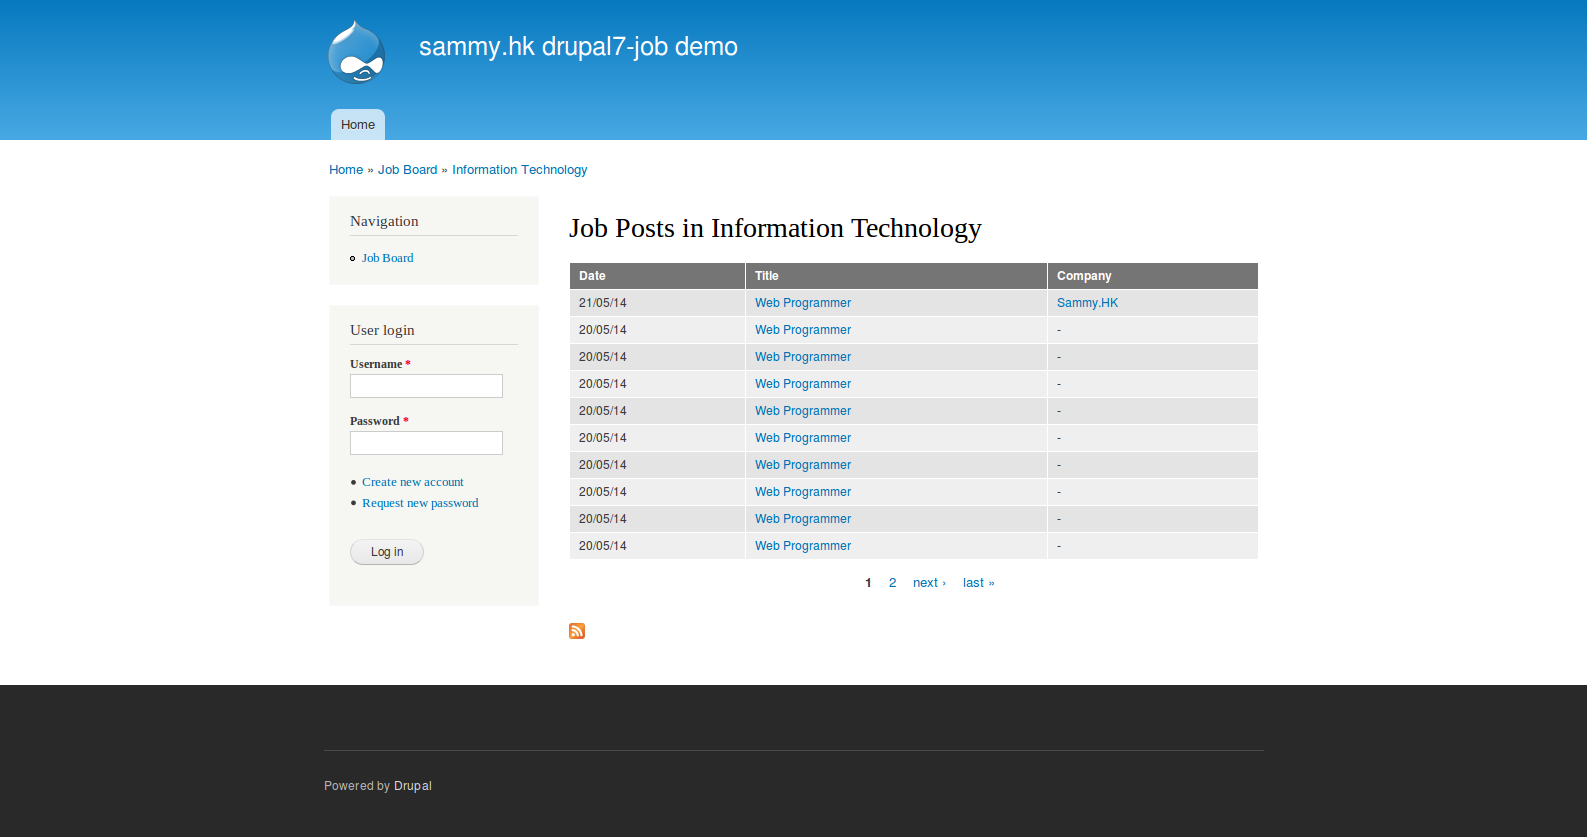 sammy.hk drupal7-job demo
Home
Home » Job Board » Information Technology
Navigation
Job Board
User login
Username *
Password *
Create new account
Request new password
Log in
Job Posts in Information Technology
Date Title Company
21/05/14 Web Programmer Sammy.HK
20/05/14 Web Programmer -
20/05/14 Web Programmer -
20/05/14 Web Programmer -
20/05/14 Web Programmer -
20/05/14 Web Programmer -
20/05/14 Web Programmer -
20/05/14 Web Programmer -
20/05/14 Web Programmer -
20/05/14 Web Programmer -
1 2 next › last »
Powered by Drupal